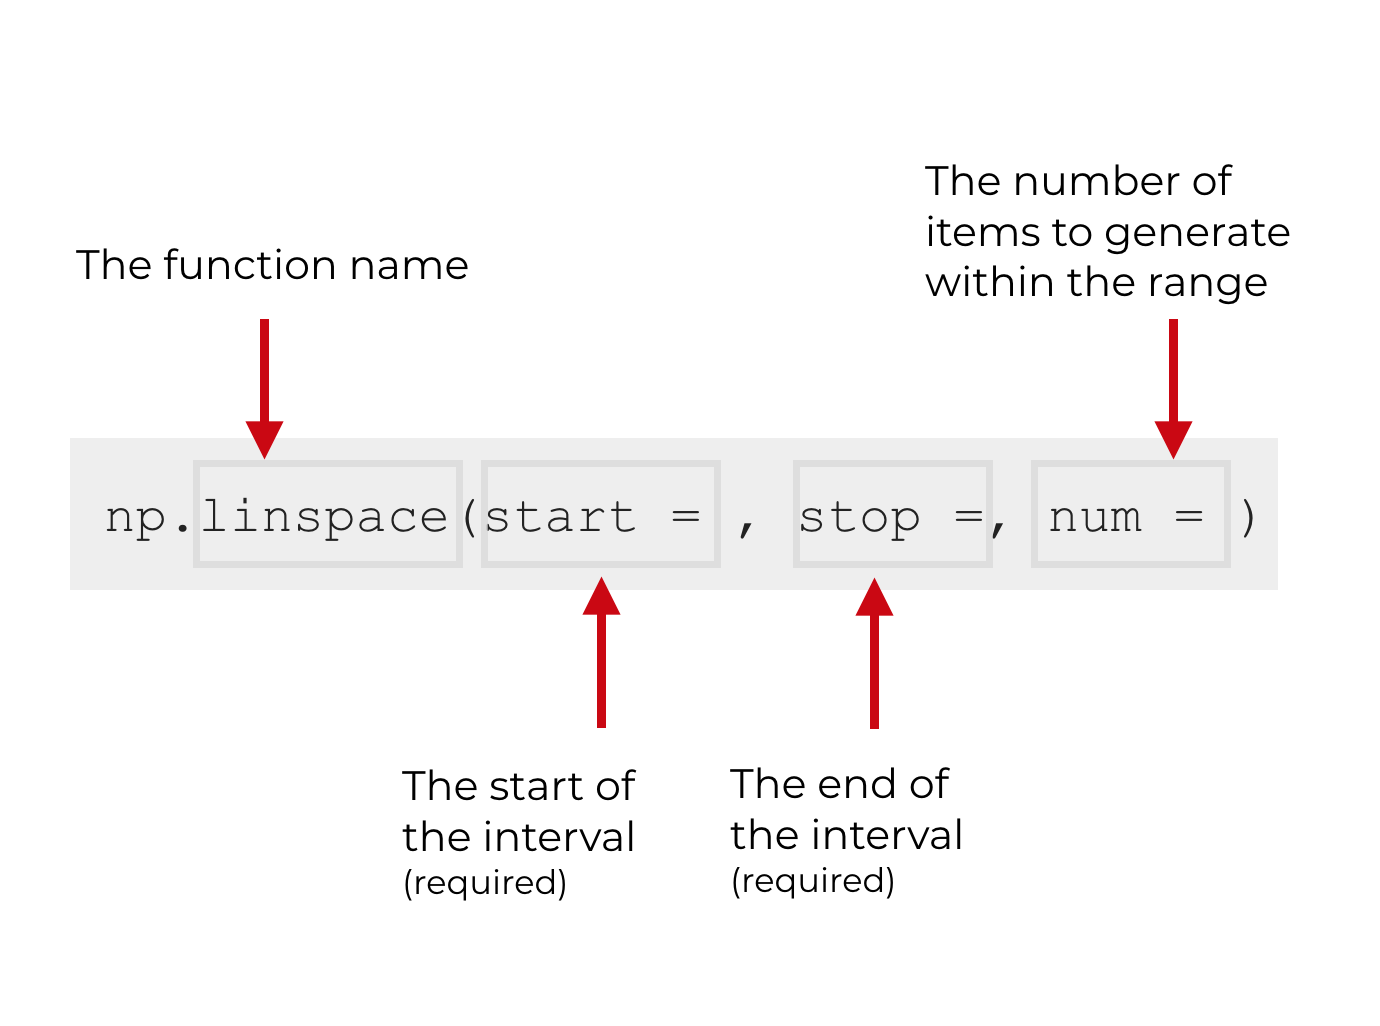 The number of
items to generate
within the range
The function name
np.linspace(start = , stop =, num = )
The start of
the interval
(required)
The end of
the interval
(required)